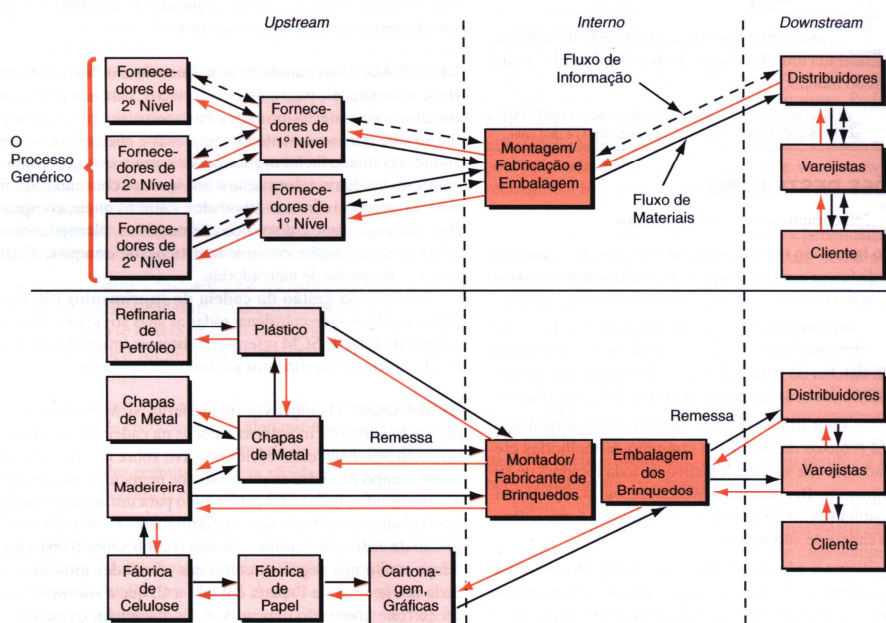 Upstream
Interno
Downstream
O
Processo
Genérico
Fornece-
dores de
2º Nível
Fornece-
dores de
2º Nível
Fornece-
dores de
2º Nível
Fornece-
dores de
1º Nível
Fornece-
dores de
1º Nível
Fluxo de
Informação
Montagem/
Fabricação e
Embalagem
Fluxo de
Materiais
Distribuidores
Varejistas
Cliente
Refinaria
de
Petróleo
Plástico
Chapas
de Metal
Chapas
de Metal
Remessa
Madeireira
Montador/
Fabricante de
Brinquedos
Embalagem
dos
Brinquedos
Remessa
Distribuidores
Varejistas
Cliente
Fábrica
de
Celulose
Fábrica
de
Papel
Cartona-
gem,
Gráficas